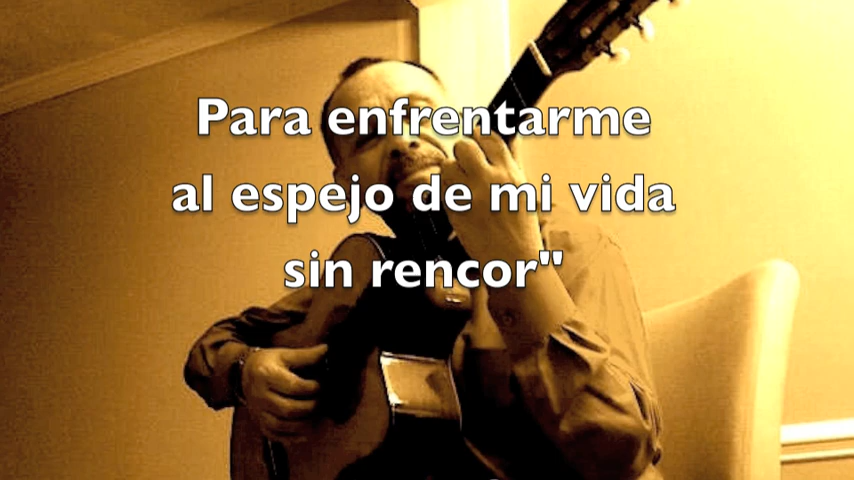 Para enfrentarme
al espejo de mi vida
sin rencor"